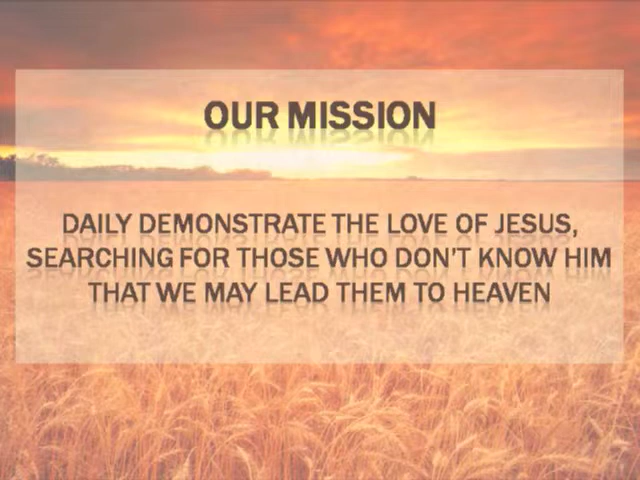 OUR MISSION
DAILY DEMONSTRATE THE LOVE OF JESUS,
SEARCHING FOR THOSE WHO DON'T KNOW HIM
THAT WE MAY LEAD THEM TO HEAVEN